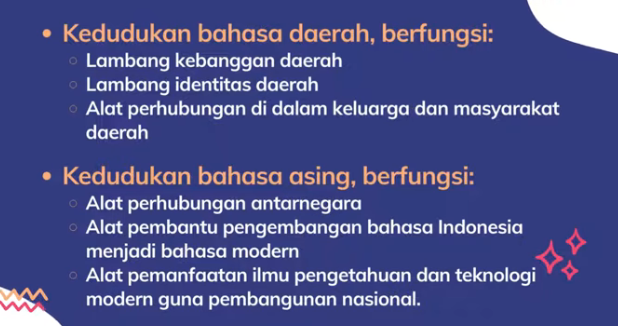 • Kedudukan bahasa daerah, berfungsi:
○ Lambang kebanggan daerah
○ Lambang identitas daerah
○ Alat perhubungan di dalam keluarga dan masyarakat
daerah
• Kedudukan bahasa asing, berfungsi:
○ Alat perhubungan antarnegara
○ Alat pembantu pengembangan bahasa Indonesia
menjadi bahasa modern
○ Alat pemanfaatan ilmu pengetahuan dan teknologi
modern guna pembangunan nasional.